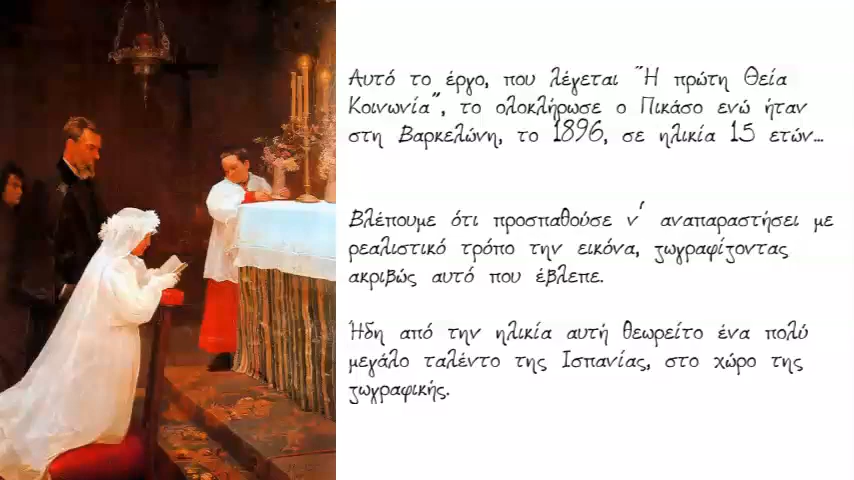 Αυτό το έργο, που λέγεται "Η πρώτη Θεία
Κοινωνία", το ολοκλήρωσε ο Πικάσο ενώ ήταν
στη Βαρκελώνη, το 1896, σε ηλικία 15 ετών...
Βλέπουμε ότι προσπαθούσε ν' αναπαραστήσει με
ρεαλιστικό τρόπο την εικόνα, ζωγραφίζοντας
ακριβώς αυτό που έβλεπε.
Ήδη από την ηλικία αυτή θεωρείτο ένα πολύ
μεγάλο ταλέντο της Ισπανίας, στο χώρο της
ζωγραφικής.